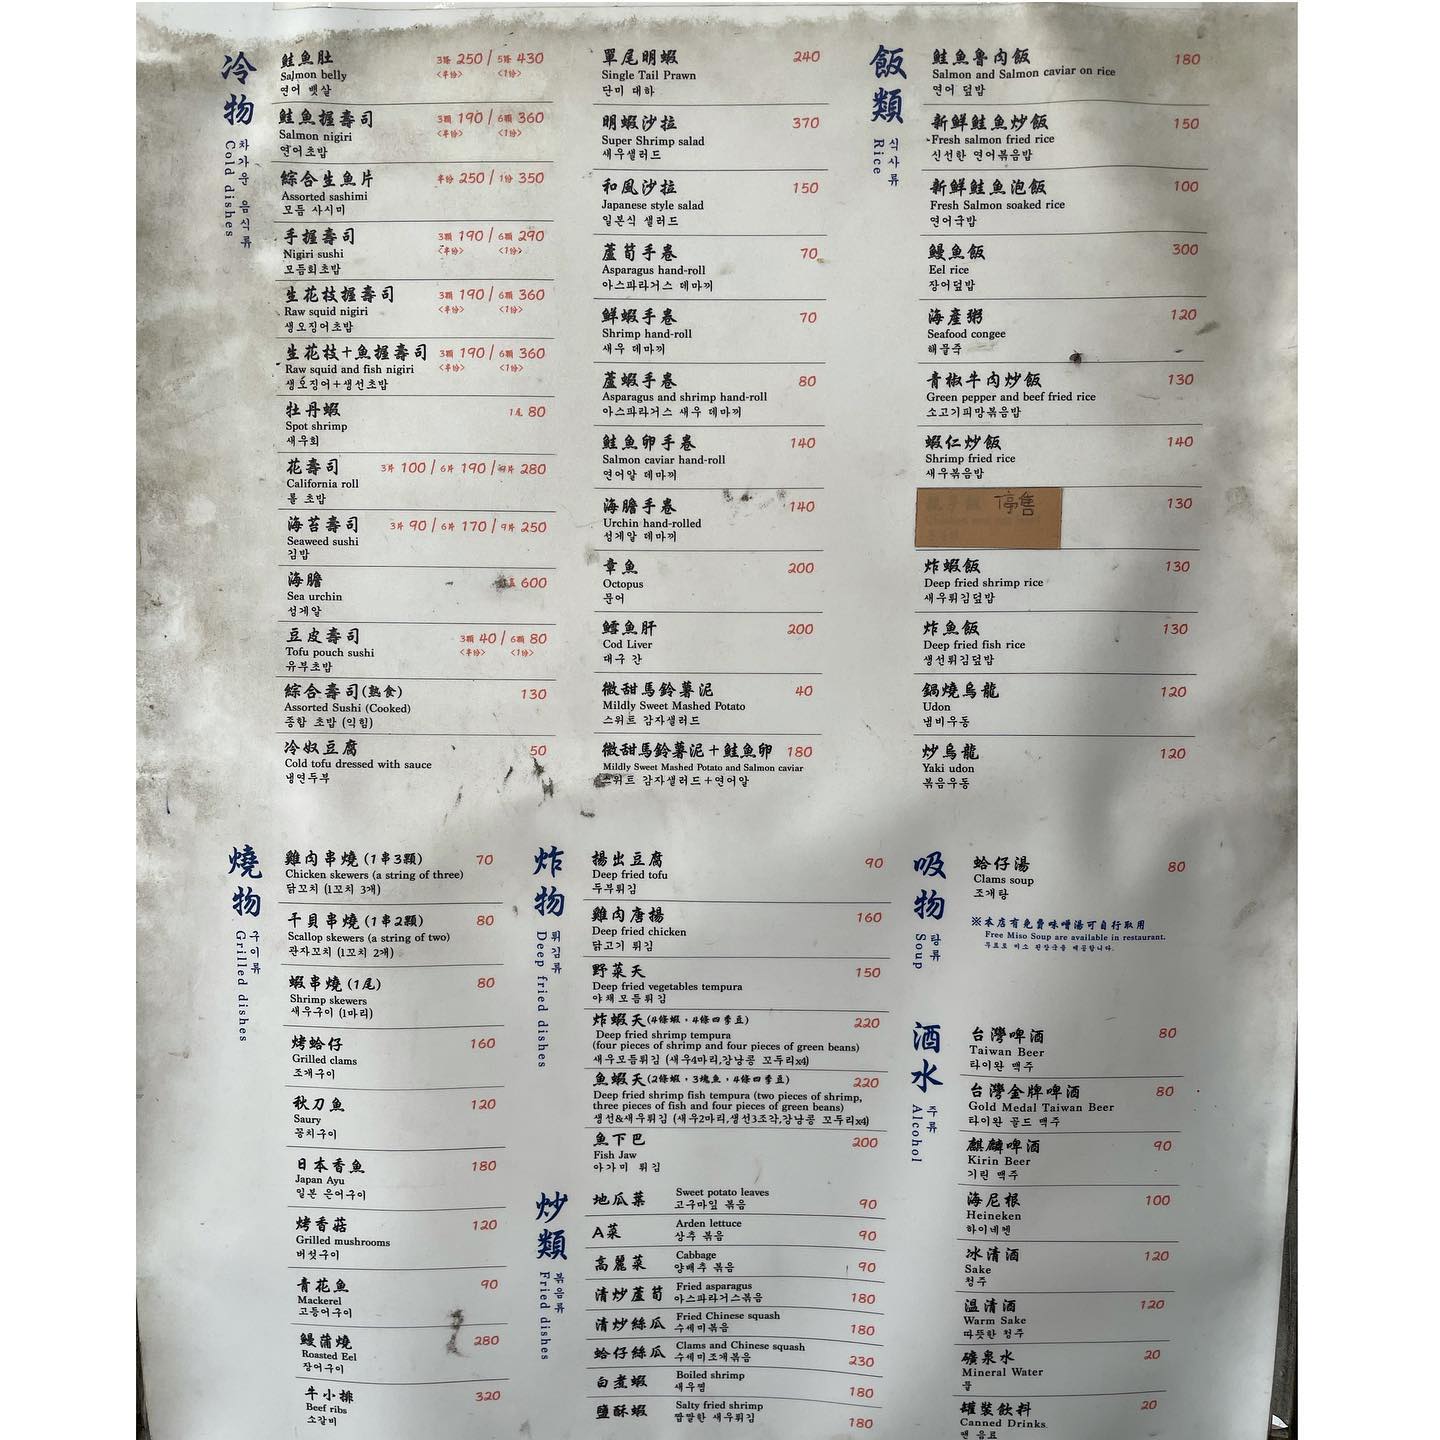 冷物 차가운 음식류 Cold dishes
鮭魚肚 3條 250 / 5條 430
Salmon belly <半份> <1份>
연어 뱃살
鮭魚握壽司 3顆 190 / 6顆 360
Salmon nigiri <半份> <1份>
연어초밥
綜合生魚片 半份 250 / 1份 350
Assorted sashimi
모듬 사시미
手握壽司 3顆 190 / 6顆 290
Nigiri sushi <半份> <1份>
모듬회초밥
生花枝握壽司 3顆 190 / 6顆 360
Raw squid nigiri <半份> <1份>
생오징어초밥
生花枝+魚握壽司 3顆 190 / 6顆 360
Raw squid and fish nigiri <半份> <1份>
생오징어+생선초밥
牡丹蝦 1尾 80
Spot shrimp
새우회
花壽司 3片 100 / 6片 190 / 片 280
California roll
롤 초밥
海苔壽司 3片 90 / 6片 170 / 9片 250
Seaweed sushi
김밥
海膽 600
Sea urchin
성게알
豆皮壽司 3顆 40 / 6顆 80
Tofu pouch sushi <半份> <1份>
유부초밥
綜合壽司(熟食) 130
Assorted Sushi (Cooked)
종합 초밥 (익힘)
冷奴豆腐 50
Cold tofu dressed with sauce
냉연두부
單尾明蝦 240
Single Tail Prawn
단미 대하
明蝦沙拉 370
Super Shrimp salad
새우샐러드
和風沙拉 150
Japanese style salad
일본식 샐러드
蘆筍手卷 70
Asparagus hand-roll
아스파라거스 데마끼
鮮蝦手卷 70
Shrimp hand-roll
새우 데마끼
蘆蝦手卷 80
Asparagus and shrimp hand-roll
아스파라거스 새우 데마끼
鮭魚卵手卷 140
Salmon caviar hand-roll
연어알 데마끼
海膽手卷 140
Urchin hand-rolled
성게알 데마끼
章魚 200
Octopus
문어
鱈魚肝 200
Cod Liver
대구 간
微甜馬鈴薯泥 40
Mildly Sweet Mashed Potato
스위트 감자샐러드
微甜馬鈴薯泥+鮭魚卵 180
Mildly Sweet Mashed Potato and Salmon caviar
스위트 감자샐러드+연어알
飯類 식사류 Rice
鮭魚魯肉飯 180
Salmon and Salmon caviar on rice
연어 덮밥
新鮮鮭魚炒飯 150
Fresh salmon fried rice
신선한 연어볶음밥
新鮮鮭魚泡飯 100
Fresh Salmon soaked rice
연어국밥
鰻魚飯 300
Eel rice
장어덮밥
海產粥 120
Seafood congee
해물죽
青椒牛肉炒飯 130
Green pepper and beef fried rice
소고기피망볶음밥
蝦仁炒飯 140
Shrimp fried rice
새우볶음밥
停售 130
炸蝦飯 130
Deep fried shrimp rice
새우튀김덮밥
炸魚飯 130
Deep fried fish rice
생선튀김덮밥
鍋燒烏龍 120
Udon
냄비우동
炒烏龍 120
Yaki udon
볶음우동
燒物 구이류 Grilled dishes
雞肉串燒 (1串3顆) 70
Chicken skewers (a string of three)
닭꼬치 (1꼬치 3개)
干貝串燒 (1串2顆) 80
Scallop skewers (a string of two)
관자꼬치 (1꼬치 2개)
蝦串燒 (1尾) 80
Shrimp skewers
새우구이 (1마리)
烤蛤仔 160
Grilled clams
조개구이
秋刀魚 120
Saury
꽁치구이
日本香魚 180
Japan Ayu
일본 은어구이
烤香菇 120
Grilled mushrooms
버섯구이
青花魚 90
Mackerel
고등어구이
鰻蒲燒 280
Roasted Eel
장어구이
牛小排 320
Beef ribs
소갈비
炸物 튀김류 Deep fried dishes
揚出豆腐 90
Deep fried tofu
두부튀김
雞肉唐揚 160
Deep fried chicken
닭고기 튀김
野菜天 150
Deep fried vegetables tempura
야채모듬튀김
炸蝦天(4條蝦・4條四季豆) 220
Deep fried shrimp tempura
(four pieces of shrimp and four pieces of green beans)
새우모듬튀김 (새우4마리,강낭콩 꼬두리x4)
魚蝦天(2條蝦・3塊魚・4條四季豆) 220
Deep fried shrimp fish tempura (two pieces of shrimp,
three pieces of fish and four pieces of green beans)
생선&새우튀김 (새우2마리,생선3조각,강낭콩 꼬두리x4)
魚下巴 200
Fish Jaw
아가미 튀김
炒類 볶음류 Fried dishes
地瓜菜 Sweet potato leaves
고구마잎 볶음 90
A菜 Arden lettuce
상추 볶음 90
高麗菜 Cabbage
양배추 볶음 90
清炒蘆筍 Fried asparagus
아스파라거스볶음 180
清炒絲瓜 Fried Chinese squash
수세미볶음 180
蛤仔絲瓜 Clams and Chinese squash
수세미조개볶음 230
白煮蝦 Boiled shrimp
새우찜 180
鹽酥蝦 Salty fried shrimp
짭짤한 새우튀김 180
吸物 탕류 Soup
蛤仔湯 80
Clams soup
조개탕
※本店有免費味噌湯可自行取用
Free Miso Soup are available in restaurant.
무료로 미소 된장국을 제공합니다.
酒水 주류 Alcohol
台灣啤酒 80
Taiwan Beer
타이완 맥주
台灣金牌啤酒 80
Gold Medal Taiwan Beer
타이완 골드 맥주
麒麟啤酒 90
Kirin Beer
기린 맥주
海尼根 100
Heineken
하이네켄
冰清酒 120
Sake
청주
温清酒 120
Warm Sake
따뜻한 청주
礦泉水 20
Mineral Water
물
罐裝飲料 20
Canned Drinks
캔 음료